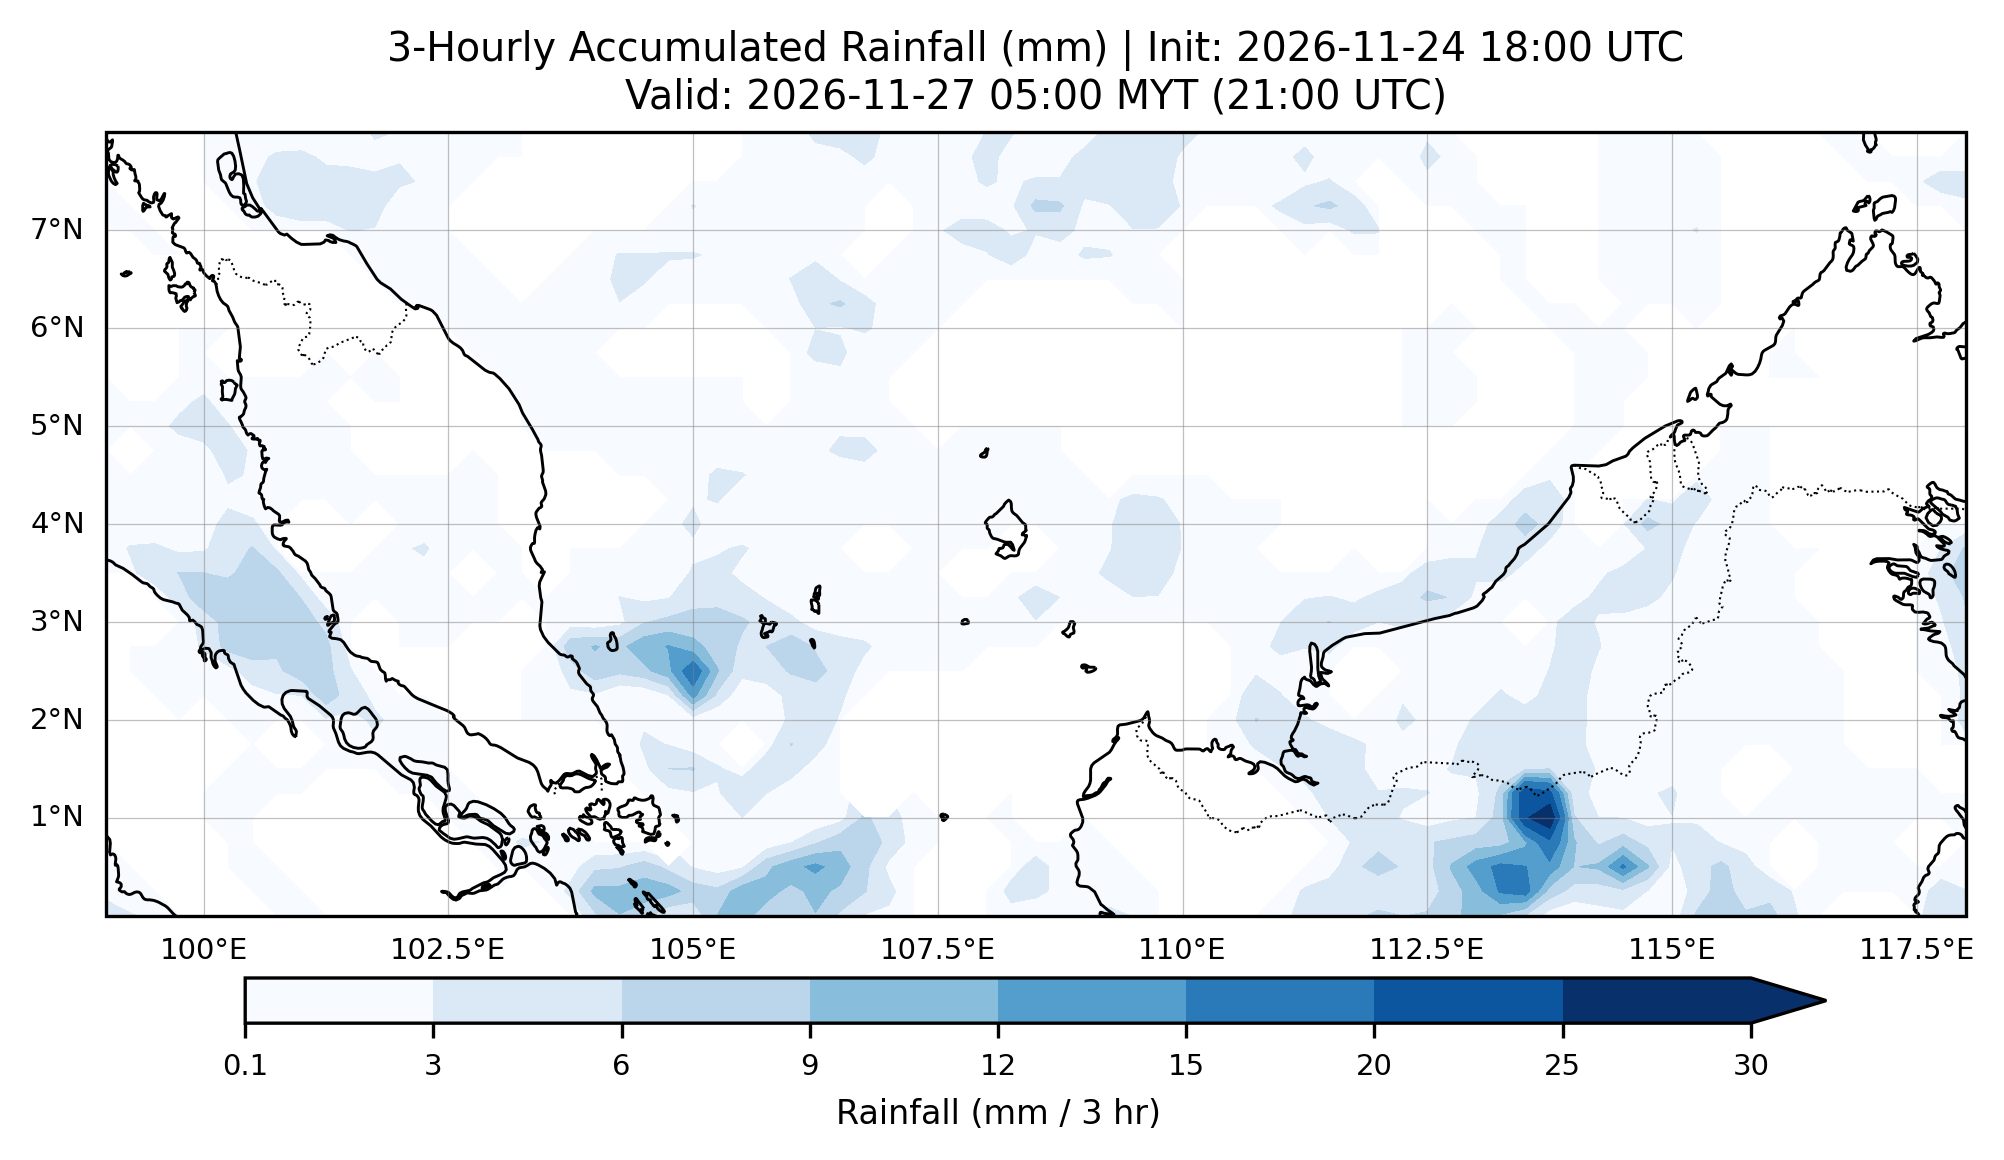 3-Hourly Accumulated Rainfall (mm) | Init: 2026-11-24 18:00 UTC
Valid: 2026-11-27 05:00 MYT (21:00 UTC)
7°N
6°N
5°N
4°N
3°N
2°N
1°N
100°E 102.5°E 105°E 107.5°E 110°E 112.5°E 115°E 117.5°E
0.1 3 6 9 12 15 20 25 30
Rainfall (mm / 3 hr)